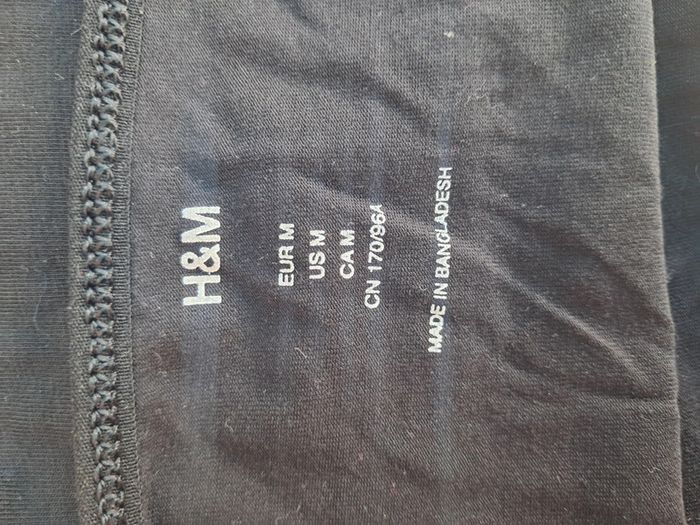 H&M
EUR M
US M
CA M
CN 170/96A
MADE IN BANGLADESH